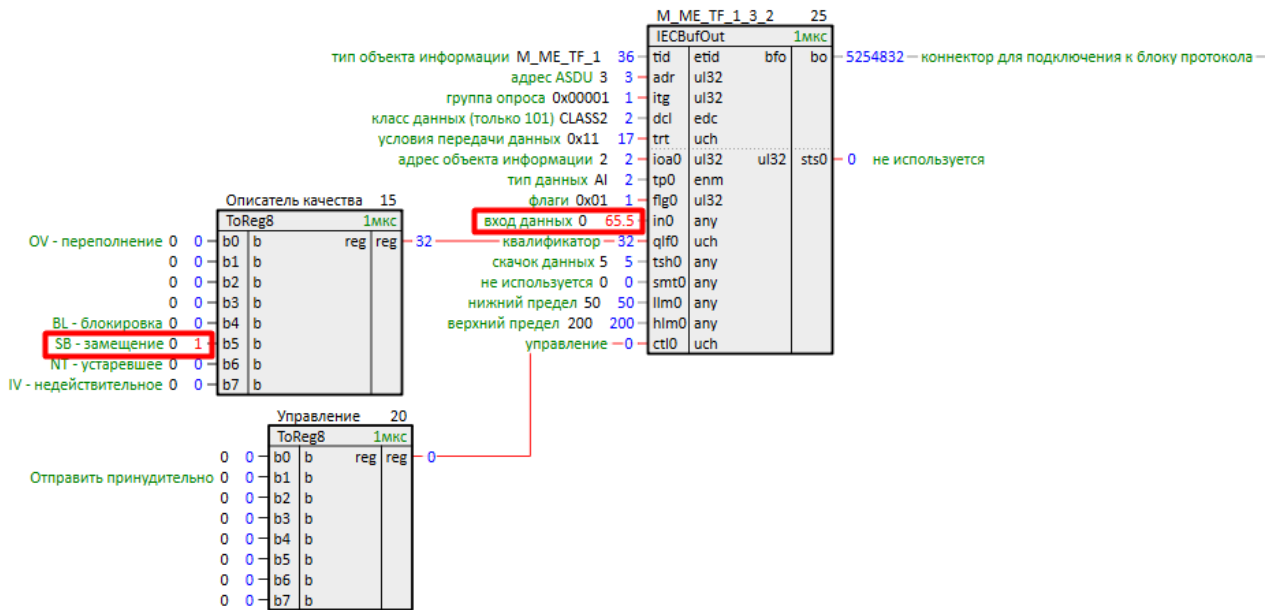 M_ME_TF_1_3_2 25
IECBufOut 1мкс
тип объекта информации M_ME_TF_1 36 tid etid bfo bo 5254832 коннектор для подключения к блоку протокола
адрес ASDU 3 3 adr ul32
группа опроса 0x00001 1 itg ul32
класс данных (только 101) CLASS2 2 dcl edc
условия передачи данных 0x11 17 trt uch
адрес объекта информации 2 2 ioa0 ul32 ul32 sts0 0 не используется
тип данных AI 2 tp0 enm
флаги 0x01 1 flg0 ul32
вход данных 0 65.5 in0 any
квалификатор 32 qlf0 uch
скачок данных 5 5 tsh0 any
не используется 0 0 smt0 any
нижний предел 50 50 llm0 any
верхний предел 200 200 hlm0 any
управление 0 ctl0 uch
Описатель качества 15
ToReg8 1мкс
OV - переполнение 0 0 b0 b reg reg 32
0 0 b1 b
0 0 b2 b
0 0 b3 b
BL - блокировка 0 0 b4 b
SB - замещение 0 1 b5 b
NT - устаревшее 0 0 b6 b
IV - недействительное 0 0 b7 b
Управление 20
ToReg8 1мкс
0 0 b0 b reg reg 0
Отправить принудительно 0 0 b1 b
0 0 b2 b
0 0 b3 b
0 0 b4 b
0 0 b5 b
0 0 b6 b
0 0 b7 b